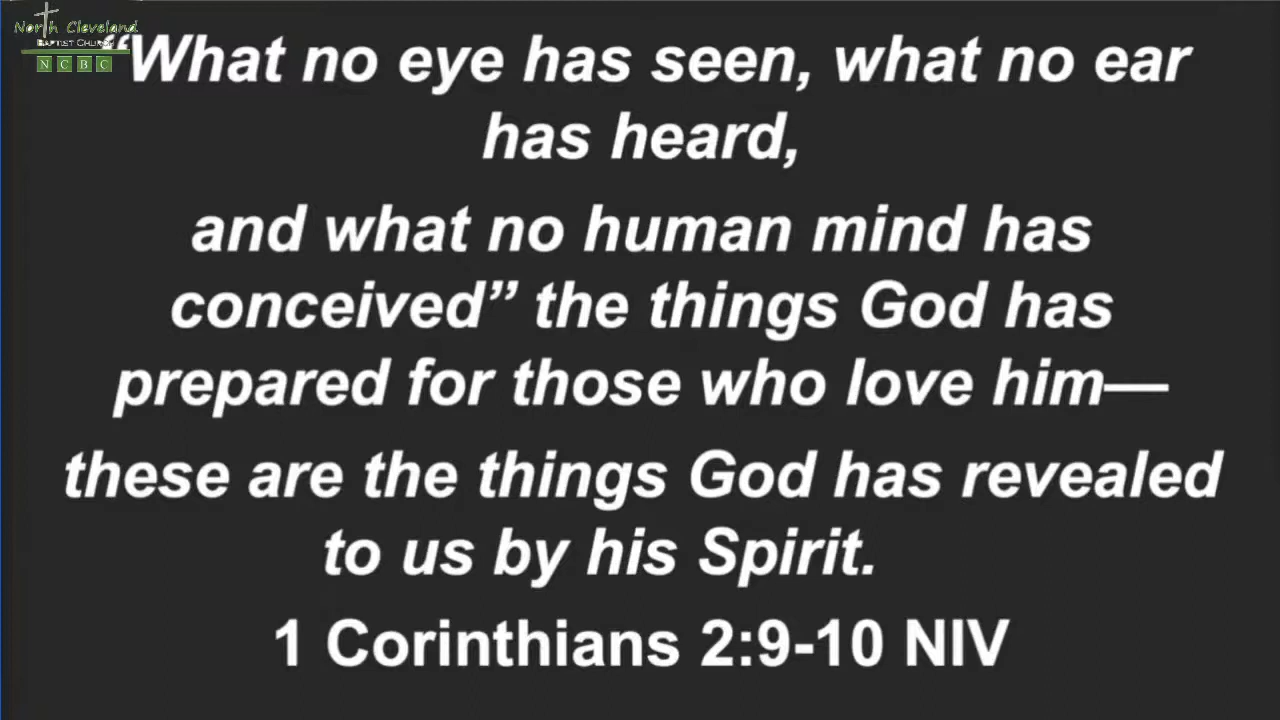 North Cleveland
BAPTIST CHURCH
N C B C
“What no eye has seen, what no ear
has heard,
and what no human mind has
conceived” the things God has
prepared for those who love him—
these are the things God has revealed
to us by his Spirit.
1 Corinthians 2:9-10 NIV